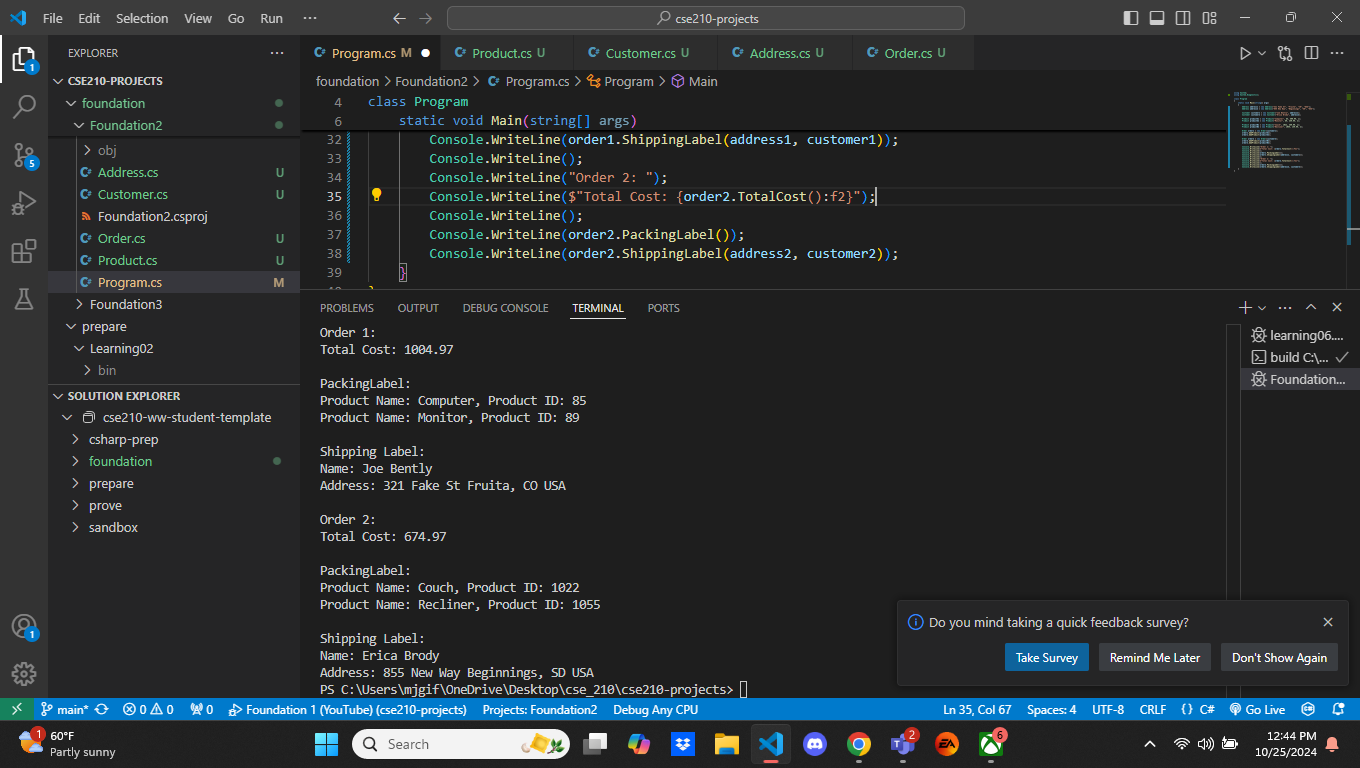 File Edit Selection View Go Run ··· cse210-projects
EXPLORER ···
CSE210-PROJECTS
foundation
Foundation2
obj
Address.cs U
Customer.cs U
Foundation2.csproj
Order.cs U
Product.cs U
Program.cs M
Foundation3
prepare
Learning02
bin
SOLUTION EXPLORER
cse210-ww-student-template
csharp-prep
foundation
prepare
prove
sandbox
1
5
1
Program.cs M Product.cs U Customer.cs U Address.cs U Order.cs U
foundation > Foundation2 > Program.cs > Program > Main
4 class Program
6 static void Main(string[] args)
32 Console.WriteLine(order1.ShippingLabel(address1, customer1));
33 Console.WriteLine();
34 Console.WriteLine("Order 2: ");
35 Console.WriteLine($"Total Cost: {order2.TotalCost():f2}");
36 Console.WriteLine();
37 Console.WriteLine(order2.PackingLabel());
38 Console.WriteLine(order2.ShippingLabel(address2, customer2));
39 }
PROBLEMS OUTPUT DEBUG CONSOLE TERMINAL PORTS
Order 1:
Total Cost: 1004.97
PackingLabel:
Product Name: Computer, Product ID: 85
Product Name: Monitor, Product ID: 89
Shipping Label:
Name: Joe Bently
Address: 321 Fake St Fruita, CO USA
Order 2:
Total Cost: 674.97
PackingLabel:
Product Name: Couch, Product ID: 1022
Product Name: Recliner, Product ID: 1055
Shipping Label:
Name: Erica Brody
Address: 855 New Way Beginnings, SD USA
PS C:\Users\mjgif\OneDrive\Desktop\cse_210\cse210-projects>
learning06....
build C:\...
Foundation...
Do you mind taking a quick feedback survey?
Take Survey Remind Me Later Don't Show Again
main* 0 0 0 Foundation 1 (YouTube) (cse210-projects) Projects: Foundation2 Debug Any CPU Ln 35, Col 67 Spaces: 4 UTF-8 CRLF {} C# Go Live
1 60°F
Partly sunny
Search
EA
2
6
12:44 PM
10/25/2024